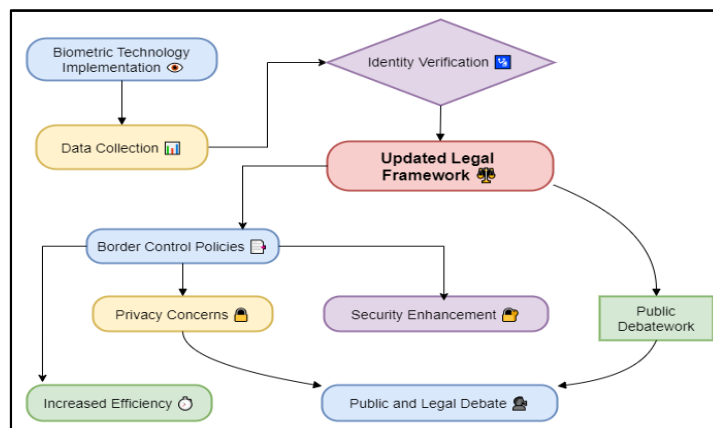 Biometric Technology
Implementation
Identity Verification
Data Collection
Updated Legal
Framework
Border Control Policies
Privacy Concerns
Security Enhancement
Public
Debatework
Increased Efficiency
Public and Legal Debate